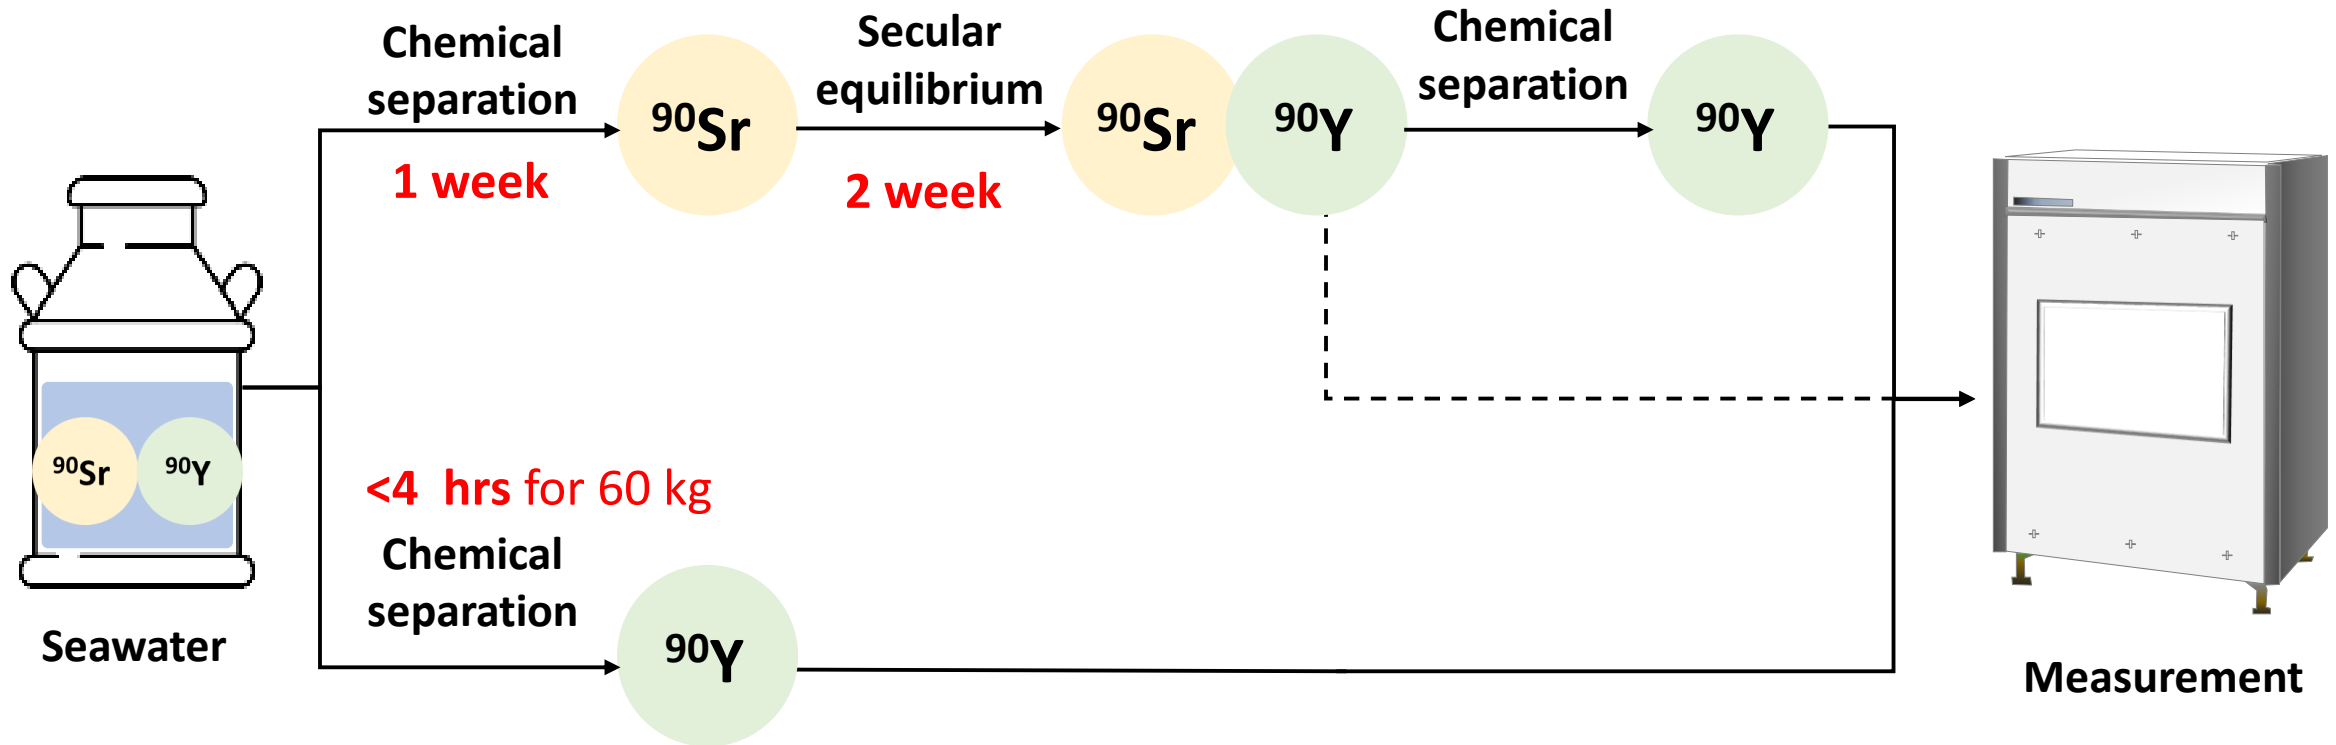 Chemical
separation
1 week
⁹⁰Sr
Secular
equilibrium
2 week
⁹⁰Sr
⁹⁰Y
Chemical
separation
⁹⁰Y
⁹⁰Sr
⁹⁰Y
Seawater
<4 hrs for 60 kg
Chemical
separation
⁹⁰Y
Measurement